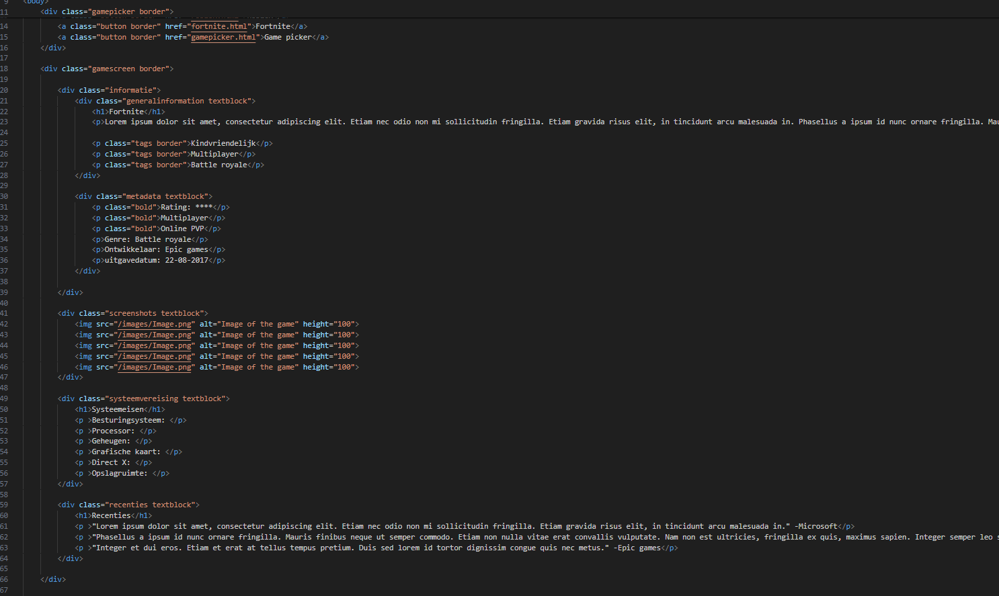 9 <body>
11 <div class="gamepicker border">
14 <a class="button border" href="fortnite.html">Fortnite</a>
15 <a class="button border" href="gamepicker.html">Game picker</a>
16 </div>
17
18 <div class="gamescreen border">
19
20 <div class="informatie">
21 <div class="generalinformation textblock">
22 <h1>Fortnite</h1>
23 <p>Lorem ipsum dolor sit amet, consectetur adipiscing elit. Etiam nec odio non mi sollicitudin fringilla. Etiam gravida risus elit, in tincidunt arcu malesuada in. Phasellus a ipsum id nunc ornare fringilla. Mau
24
25 <p class="tags border">Kindvriendelijk</p>
26 <p class="tags border">Multiplayer</p>
27 <p class="tags border">Battle royale</p>
28 </div>
29
30 <div class="metadata textblock">
31 <p class="bold">Rating: ****</p>
32 <p class="bold">Multiplayer</p>
33 <p class="bold">Online PVP</p>
34 <p>Genre: Battle royale</p>
35 <p>Ontwikkelaar: Epic games</p>
36 <p>uitgavedatum: 22-08-2017</p>
37 </div>
38
39 </div>
40
41 <div class="screenshots textblock">
42 <img src="/images/Image.png" alt="Image of the game" height="100">
43 <img src="/images/Image.png" alt="Image of the game" height="100">
44 <img src="/images/Image.png" alt="Image of the game" height="100">
45 <img src="/images/Image.png" alt="Image of the game" height="100">
46 <img src="/images/Image.png" alt="Image of the game" height="100">
47 </div>
48
49 <div class="systeemvereising textblock">
50 <h1>Systeemeisen</h1>
51 <p >Besturingsysteem: </p>
52 <p >Processor: </p>
53 <p >Geheugen: </p>
54 <p >Grafische kaart: </p>
55 <p >Direct X: </p>
56 <p >Opslagruimte: </p>
57 </div>
58
59 <div class="recenties textblock">
60 <h1>Recenties</h1>
61 <p >"Lorem ipsum dolor sit amet, consectetur adipiscing elit. Etiam nec odio non mi sollicitudin fringilla. Etiam gravida risus elit, in tincidunt arcu malesuada in." -Microsoft</p>
62 <p >"Phasellus a ipsum id nunc ornare fringilla. Mauris finibus neque ut semper commodo. Etiam non nulla vitae erat convallis vulputate. Nam non est ultricies, fringilla ex quis, maximus sapien. Integer semper leo s
63 <p >"Integer et dui eros. Etiam et erat at tellus tempus pretium. Duis sed lorem id tortor dignissim congue quis nec metus." -Epic games</p>
64 </div>
65
66 </div>
67